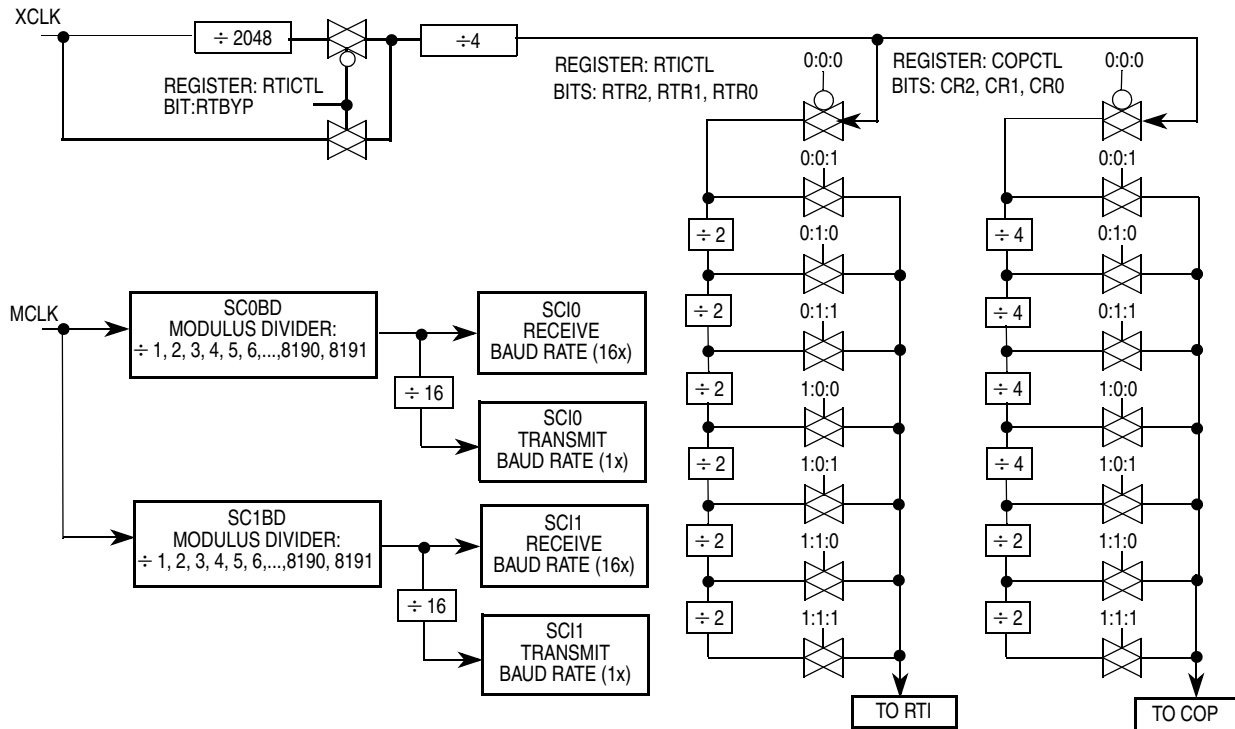 XCLK
÷ 2048
÷4
REGISTER: RTICTL
BIT:RTBYP
REGISTER: RTICTL
BITS: RTR2, RTR1, RTR0
0:0:0
REGISTER: COPCTL
BITS: CR2, CR1, CR0
0:0:0
0:0:1
0:0:1
÷ 2
0:1:0
÷ 4
0:1:0
÷ 2
0:1:1
÷ 4
0:1:1
÷ 2
1:0:0
÷ 4
1:0:0
÷ 2
1:0:1
÷ 4
1:0:1
÷ 2
1:1:0
÷ 2
1:1:0
÷ 2
1:1:1
÷ 2
1:1:1
TO RTI
TO COP
MCLK
SC0BD
MODULUS DIVIDER:
÷ 1, 2, 3, 4, 5, 6,...,8190, 8191
SCI0
RECEIVE
BAUD RATE (16x)
÷ 16
SCI0
TRANSMIT
BAUD RATE (1x)
SC1BD
MODULUS DIVIDER:
÷ 1, 2, 3, 4, 5, 6,...,8190, 8191
SCI1
RECEIVE
BAUD RATE (16x)
÷ 16
SCI1
TRANSMIT
BAUD RATE (1x)